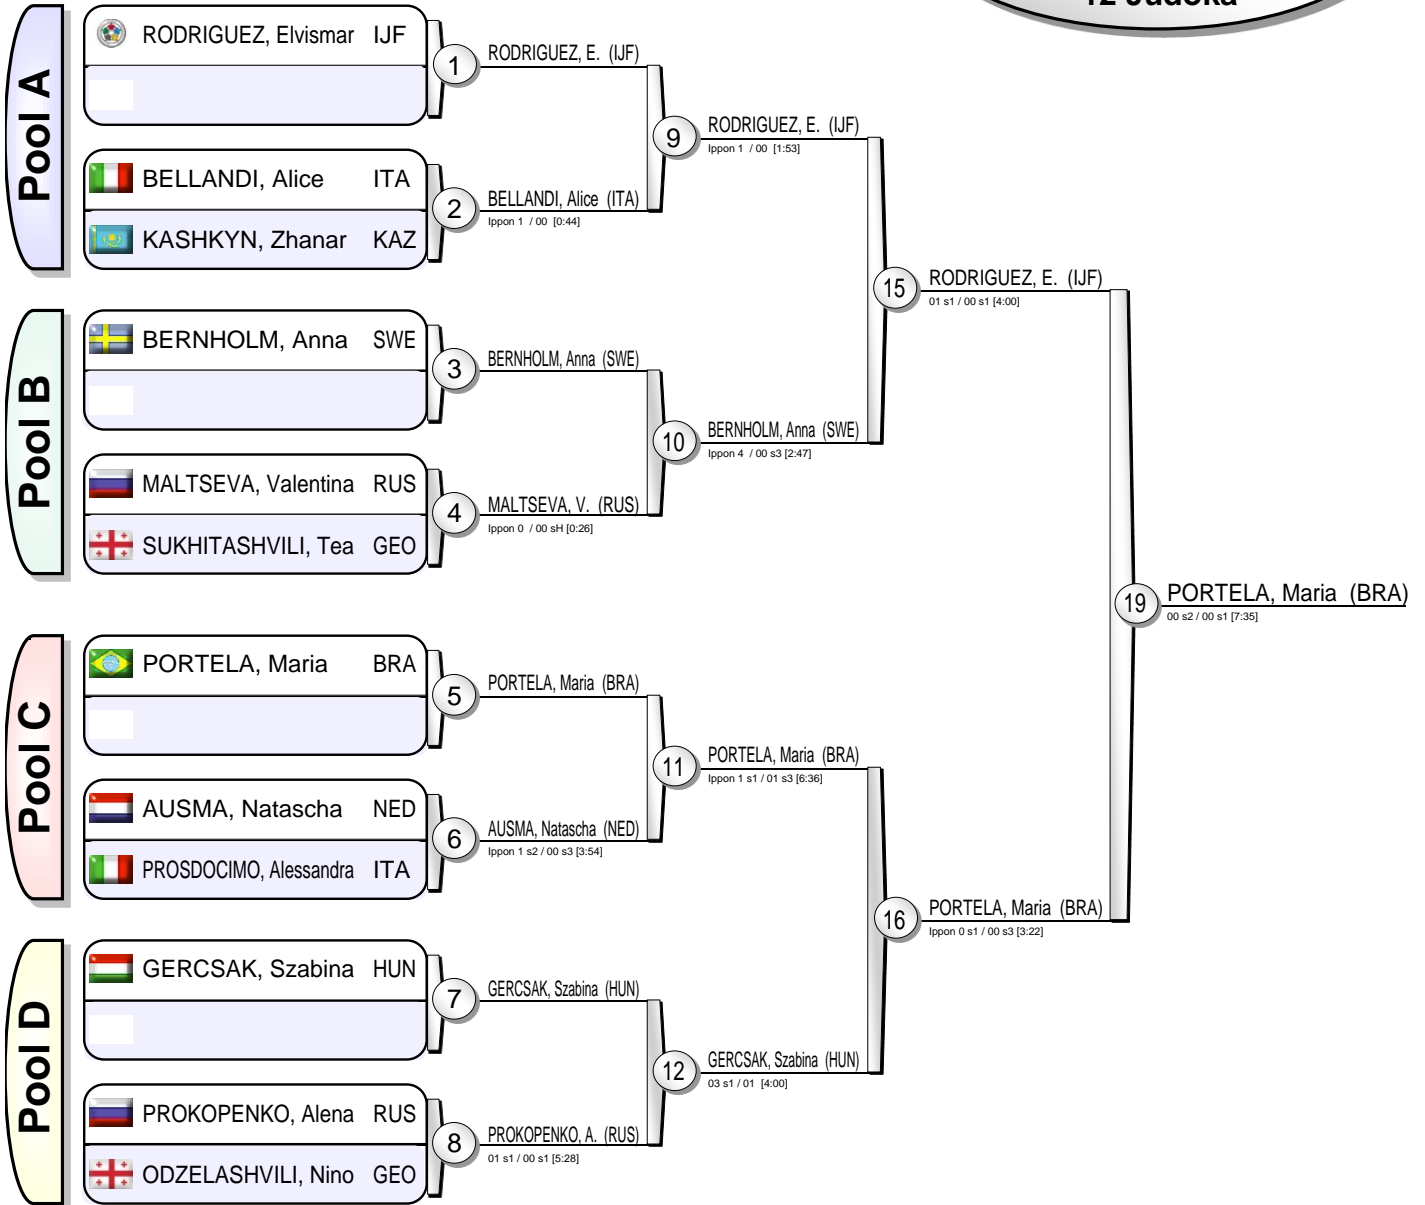 12 Judoka
Pool A
RODRIGUEZ, Elvismar IJF
1
RODRIGUEZ, E. (IJF)
BELLANDI, Alice ITA
KASHKYN, Zhanar KAZ
2
BELLANDI, Alice (ITA)
Ippon 1 / 00 [0:44]
9
RODRIGUEZ, E. (IJF)
Ippon 1 / 00 [1:53]
Pool B
BERNHOLM, Anna SWE
3
BERNHOLM, Anna (SWE)
MALTSEVA, Valentina RUS
SUKHITASHVILI, Tea GEO
4
MALTSEVA, V. (RUS)
Ippon 0 / 00 sH [0:26]
10
BERNHOLM, Anna (SWE)
Ippon 4 / 00 s3 [2:47]
15
RODRIGUEZ, E. (IJF)
01 s1 / 00 s1 [4:00]
Pool C
PORTELA, Maria BRA
5
PORTELA, Maria (BRA)
AUSMA, Natascha NED
PROSDOCIMO, Alessandra ITA
6
AUSMA, Natascha (NED)
Ippon 1 s2 / 00 s3 [3:54]
11
PORTELA, Maria (BRA)
Ippon 1 s1 / 01 s3 [6:36]
Pool D
GERCSAK, Szabina HUN
7
GERCSAK, Szabina (HUN)
PROKOPENKO, Alena RUS
ODZELASHVILI, Nino GEO
8
PROKOPENKO, A. (RUS)
01 s1 / 00 s1 [5:28]
12
GERCSAK, Szabina (HUN)
03 s1 / 01 [4:00]
16
PORTELA, Maria (BRA)
Ippon 0 s1 / 00 s3 [3:22]
19
PORTELA, Maria (BRA)
00 s2 / 00 s1 [7:35]